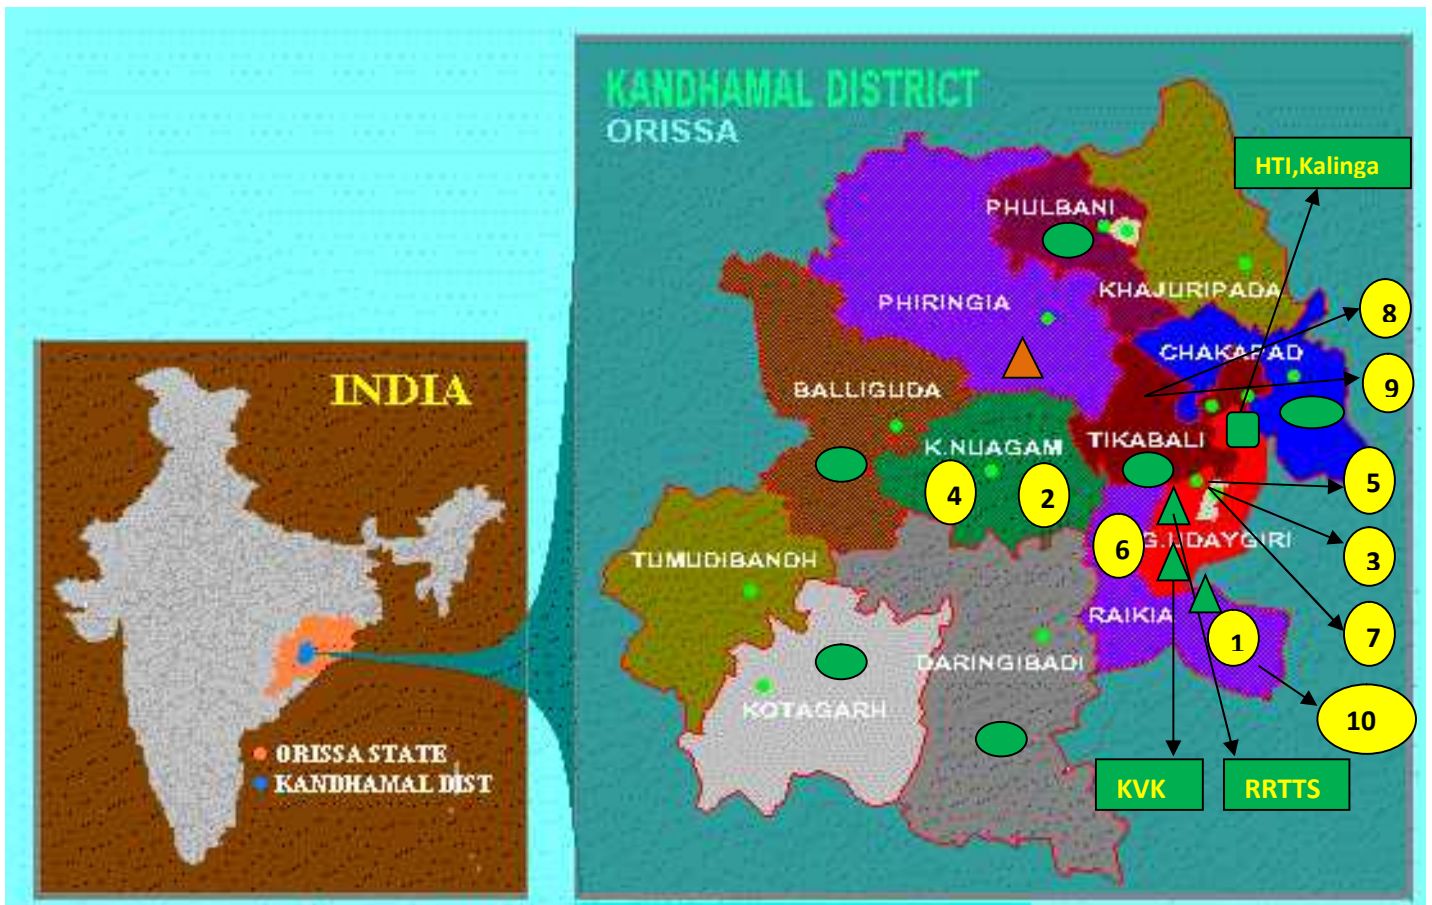 KANDHAMAL DISTRICT
ORISSA
HTI,Kalinga
PHULBANI
KHAJURIPADA
PHIRINGIA
8
CHAKAPAD
INDIA
BALLIGUDA
9
K.NUAGAM
TIKABALI
4
2
5
6
G.UDAYGIRI
3
TUMUDIBANDH
RAIKIA
1
7
DARINGIBADI
KOTAGARH
10
ORISSA STATE
KANDHAMAL DIST
KVK
RRTTS